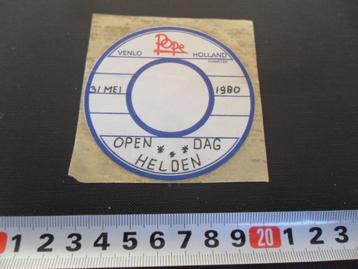 Pope
VENLO HOLLAND
DIAMETER
31 MEI 1980
OPEN DAG
***
HELDEN
1 2 3 4 5 6 7 8 9 20 1 2 3